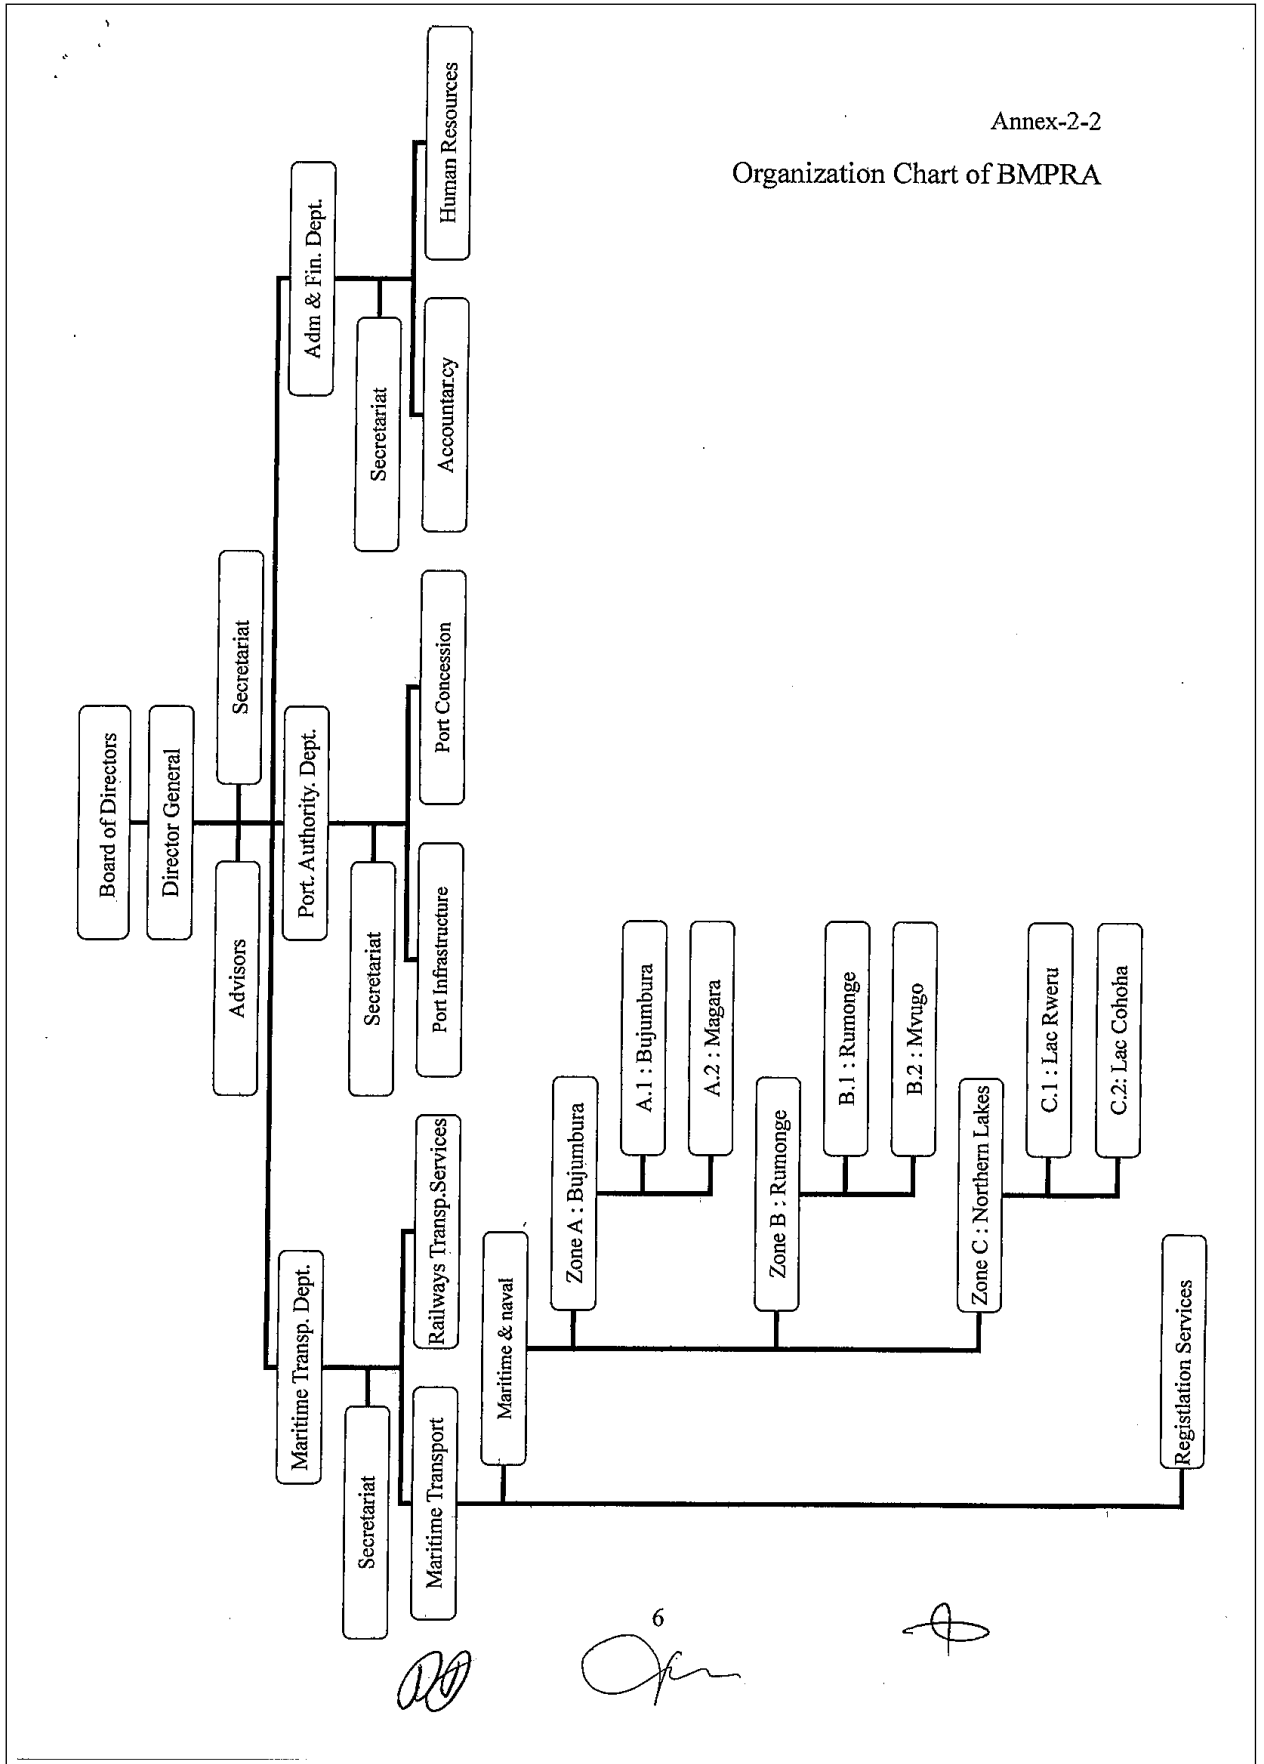 Annex-2-2
Organization Chart of BMPRA
Board of Directors
Director General
Advisors
Secretariat
Maritime Transp. Dept.
Port. Authority. Dept.
Adm & Fin. Dept.
Secretariat
Secretariat
Secretariat
Maritime Transport
Railways Transp.Services
Port Infrastructure
Port Concession
Accountancy
Human Resources
Maritime & naval
Zone A : Bujumbura
A.1 : Bujumbura
A.2 : Magara
Zone B : Rumonge
B.1 : Rumonge
B.2 : Mvugo
Zone C : Northern Lakes
C.1 : Lac Rweru
C.2: Lac Cohoha
Registlation Services
6